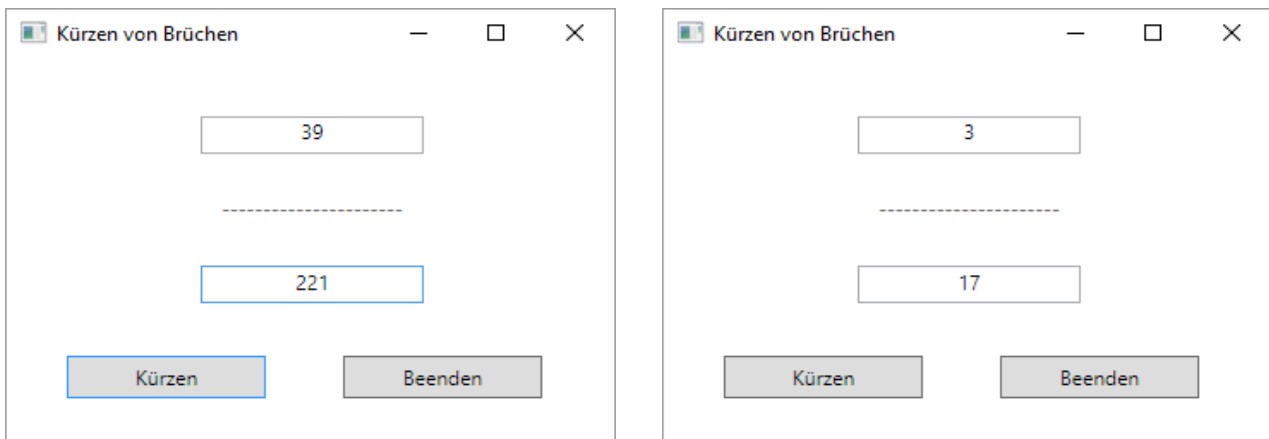 Kürzen von Brüchen
39
----------------------
221
Kürzen Beenden
Kürzen von Brüchen
3
----------------------
17
Kürzen Beenden